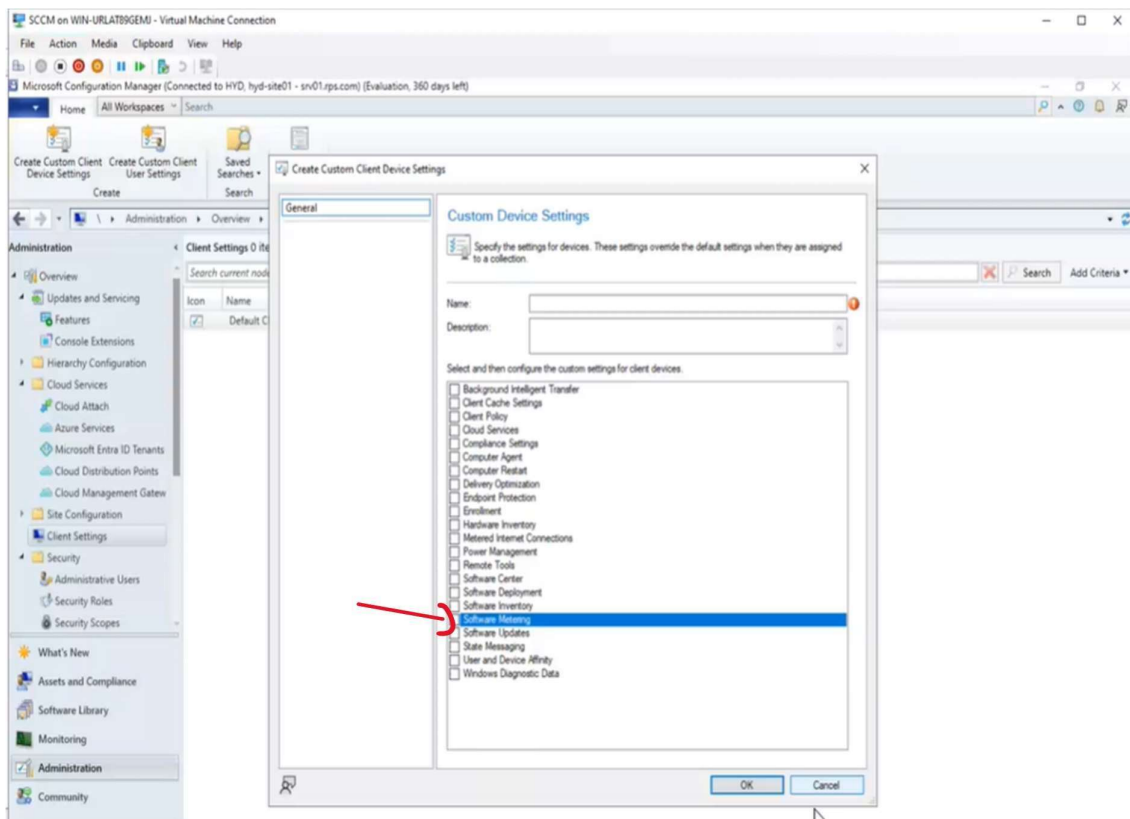 SCCM on WIN-URLAT89GEMJ - Virtual Machine Connection
File Action Media Clipboard View Help
Microsoft Configuration Manager (Connected to HYD, hyd-site01 - srv01.rps.com) (Evaluation, 360 days left)
Home All Workspaces Search
Create Custom Client Device Settings
Create Custom Client User Settings
Saved Searches
Create Search
\ Administration Overview
Administration
Overview
Updates and Servicing
Features
Console Extensions
Hierarchy Configuration
Cloud Services
Cloud Attach
Azure Services
Microsoft Entra ID Tenants
Cloud Distribution Points
Cloud Management Gatew
Site Configuration
Client Settings
Security
Administrative Users
Security Roles
Security Scopes
What's New
Assets and Compliance
Software Library
Monitoring
Administration
Community
Client Settings 0 ite
Search current node
Icon Name
Default C
Search Add Criteria
Create Custom Client Device Settings
General
Custom Device Settings
Specify the settings for devices. These settings override the default settings when they are assigned
to a collection.
Name:
Description:
Select and then configure the custom settings for client devices.
Background Intelligent Transfer
Client Cache Settings
Client Policy
Cloud Services
Compliance Settings
Computer Agent
Computer Restart
Delivery Optimization
Endpoint Protection
Enrollment
Hardware Inventory
Metered Internet Connections
Power Management
Remote Tools
Software Center
Software Deployment
Software Inventory
Software Metering
Software Updates
State Messaging
User and Device Affinity
Windows Diagnostic Data
OK Cancel